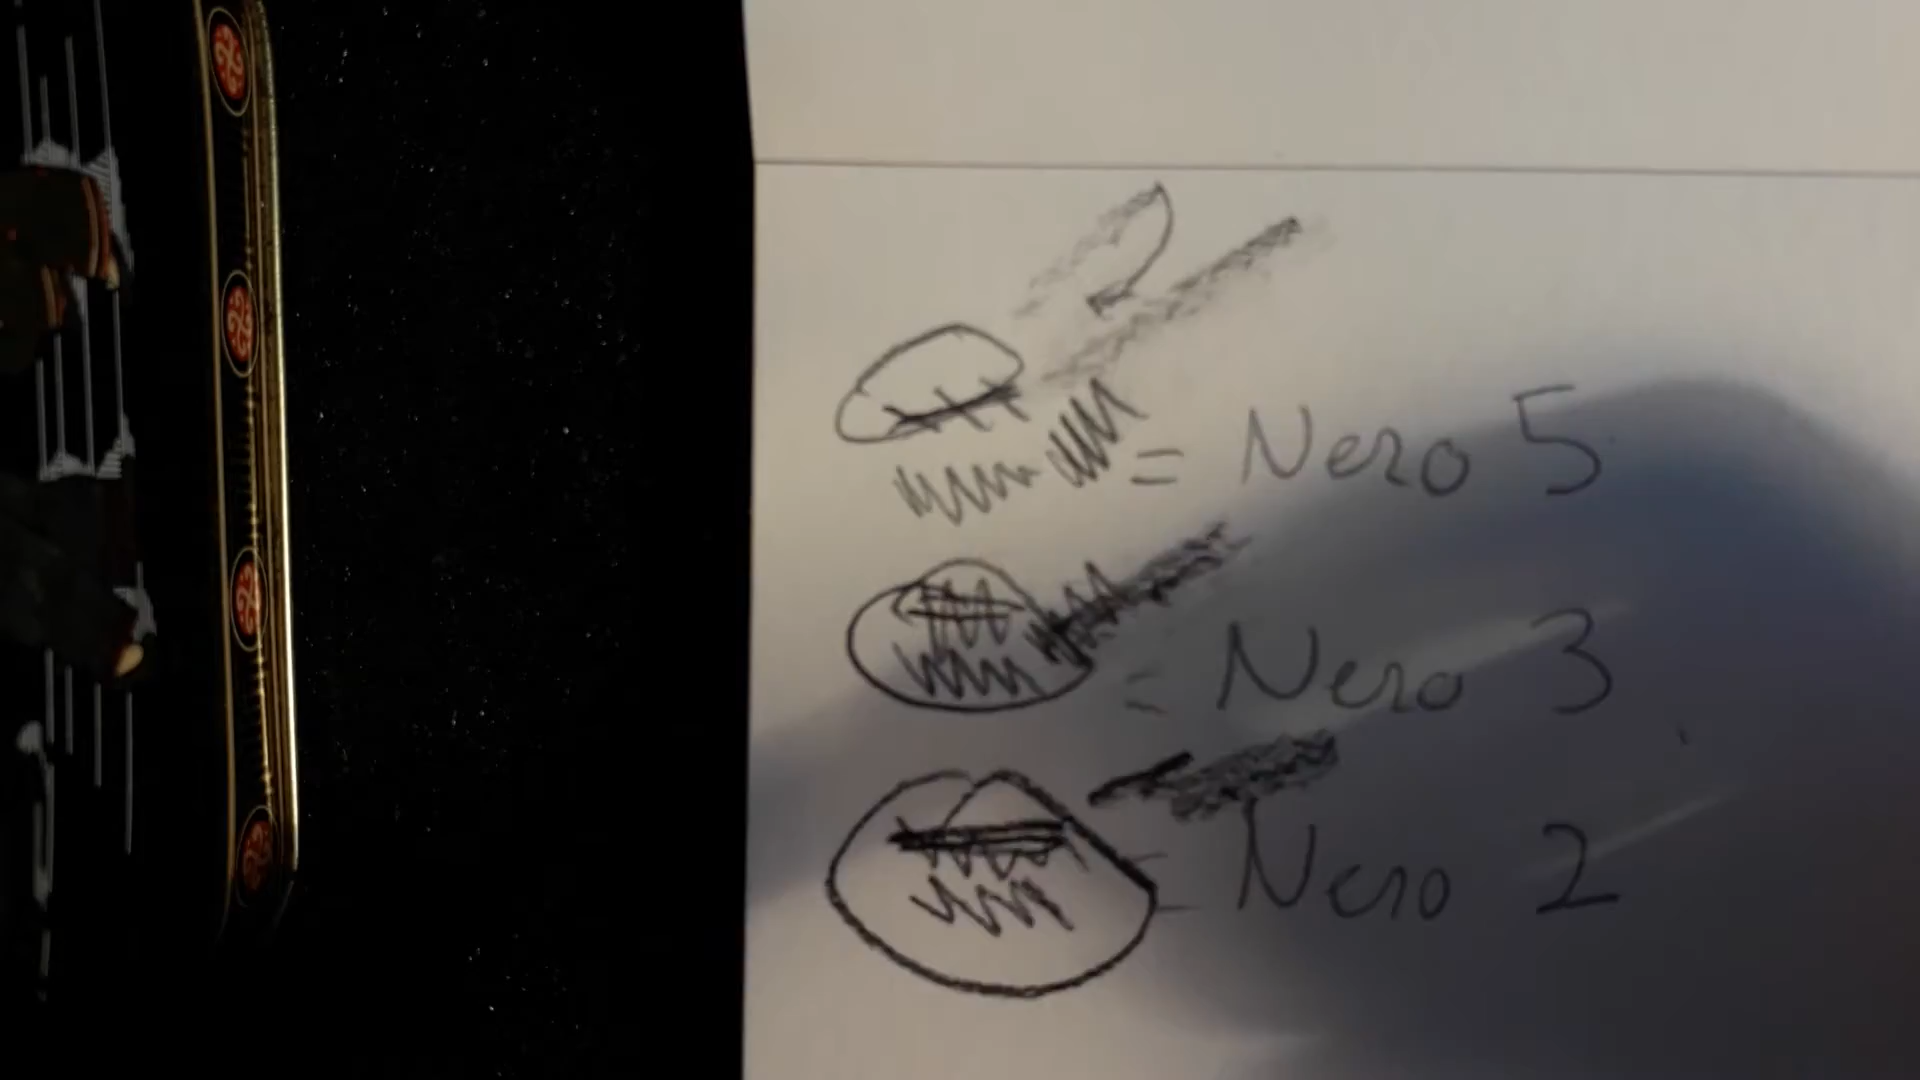 = Nero 5
= Nero 3
= Nero 2